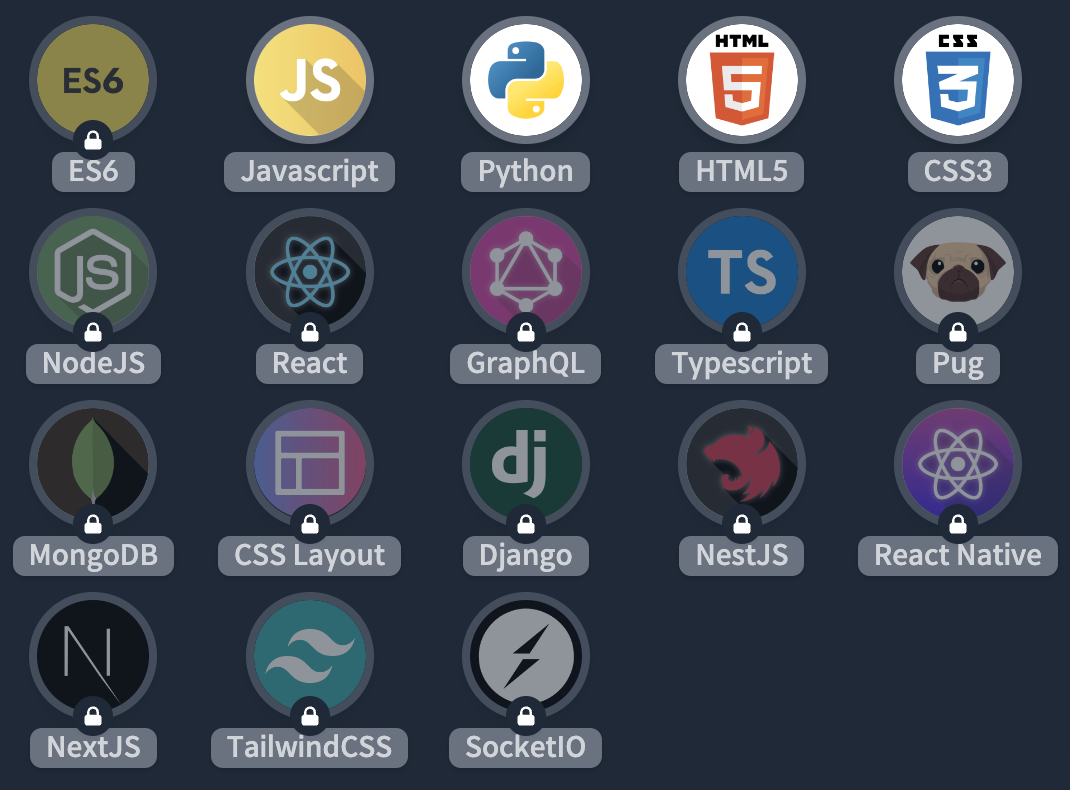 ES6
JS
HTML
5
CSS
3
ES6
Javascript
Python
HTML5
CSS3
JS
TS
NodeJS
React
GraphQL
Typescript
Pug
dj
MongoDB
CSS Layout
Django
NestJS
React Native
N
NextJS
TailwindCSS
SocketIO